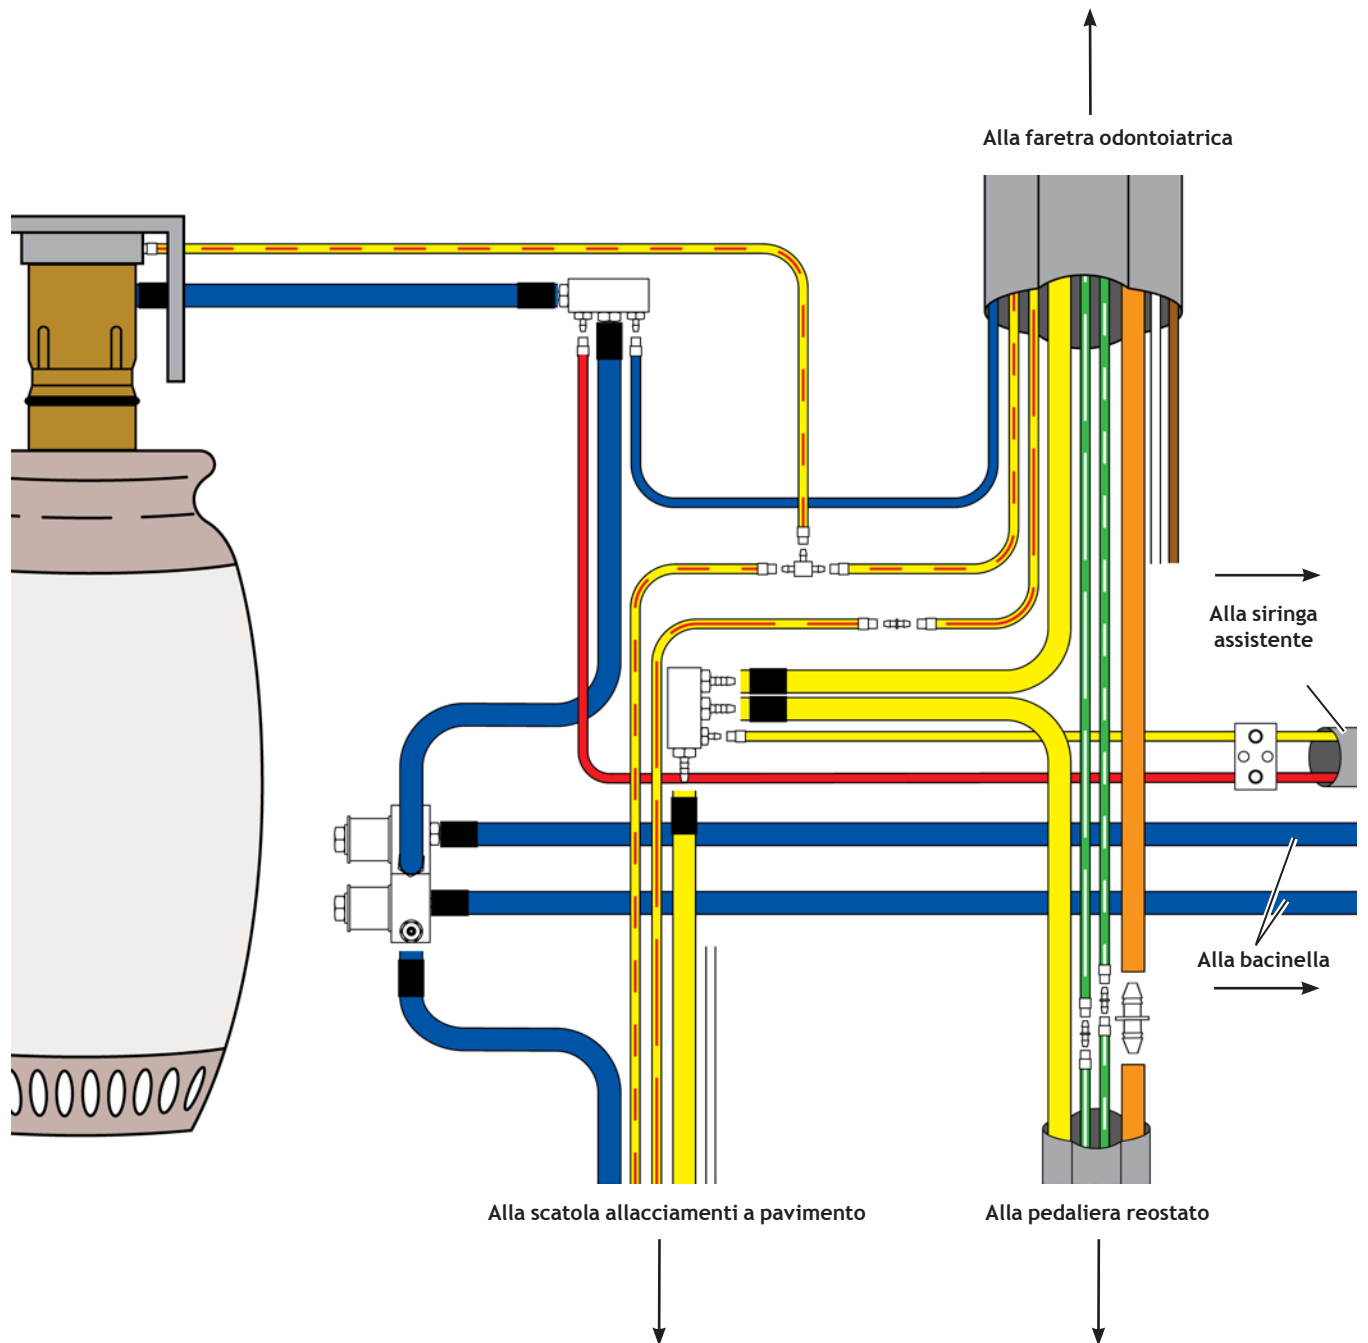 Alla faretra odontoiatrica
Alla siringa
assistente
Alla bacinella
Alla scatola allacciamenti a pavimento
Alla pedaliera reostato